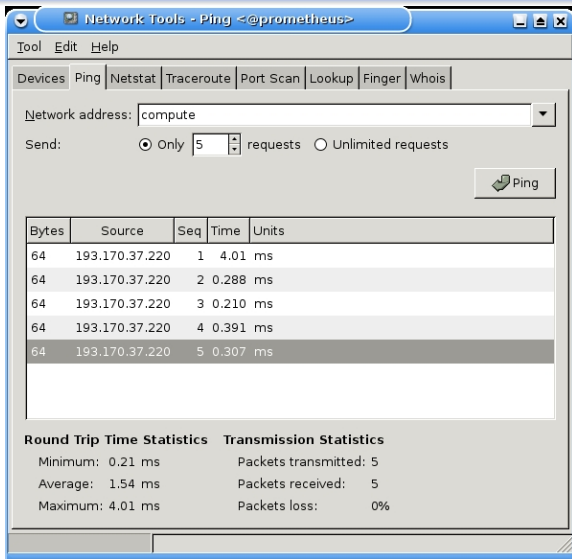 Network Tools - Ping <@prometheus>
Tool Edit Help
Devices Ping Netstat Traceroute Port Scan Lookup Finger Whois
Network address: compute
Send: Only 5 requests Unlimited requests
Ping
Bytes Source Seq Time Units
64 193.170.37.220 1 4.01 ms
64 193.170.37.220 2 0.288 ms
64 193.170.37.220 3 0.210 ms
64 193.170.37.220 4 0.391 ms
64 193.170.37.220 5 0.307 ms
Round Trip Time Statistics Transmission Statistics
Minimum: 0.21 ms Packets transmitted: 5
Average: 1.54 ms Packets received: 5
Maximum: 4.01 ms Packets loss: 0%